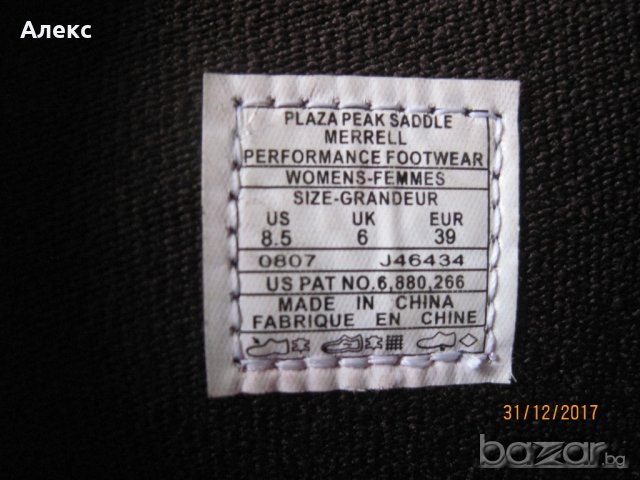 Алекс
PLAZA PEAK SADDLE
MERRELL
PERFORMANCE FOOTWEAR
WOMENS-FEMMES
SIZE-GRANDEUR
US UK EUR
8.5 6 39
0807 J46434
US PAT NO.6,880,266
MADE IN CHINA
FABRIQUE EN CHINE
31/12/2017
bazar.bg